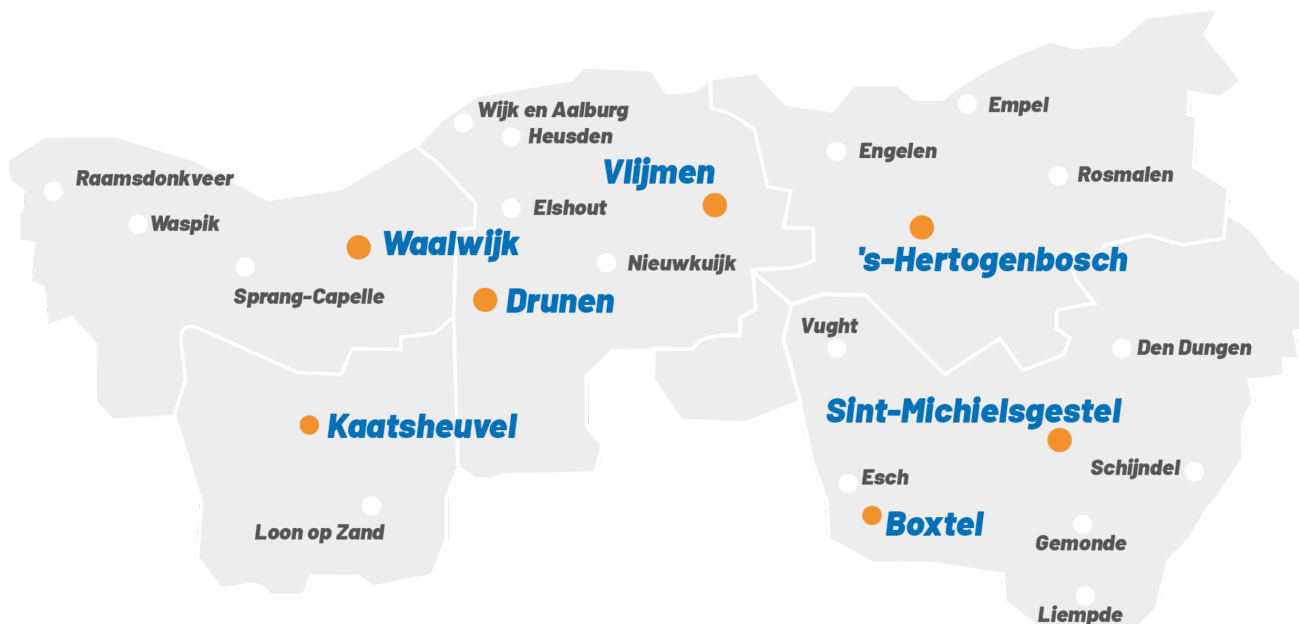 Empel
Wijk en Aalburg
Heusden
Engelen
Vlijmen
Rosmalen
Raamsdonkveer
Elshout
Waspik
Waalwijk
's-Hertogenbosch
Nieuwkuijk
Sprang-Capelle
Drunen
Vught
Den Dungen
Sint-Michielsgestel
Kaatsheuvel
Schijndel
Esch
Boxtel
Loon op Zand
Gemonde
Liempde